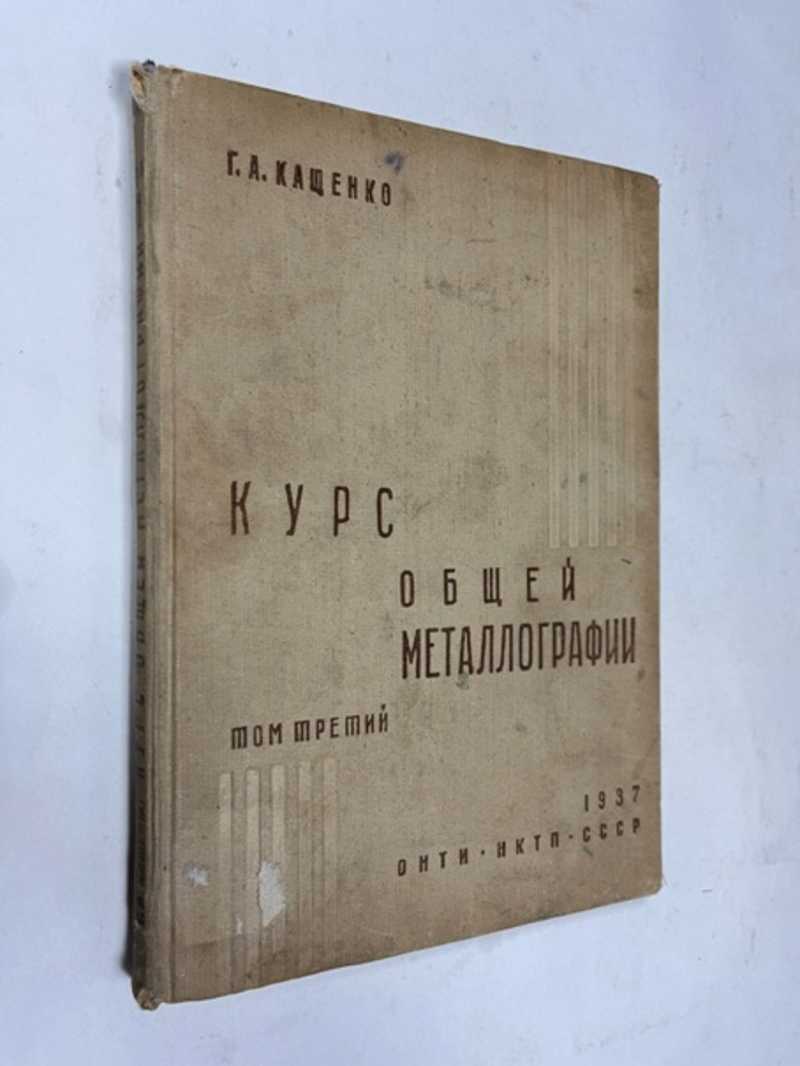 Г. А. КАЩЕНКО
КУРС
ОБЩЕЙ
МЕТАЛЛОГРАФИИ
ТОМ ТРЕТИЙ
1937
ОНТИ · НКТП · СССР